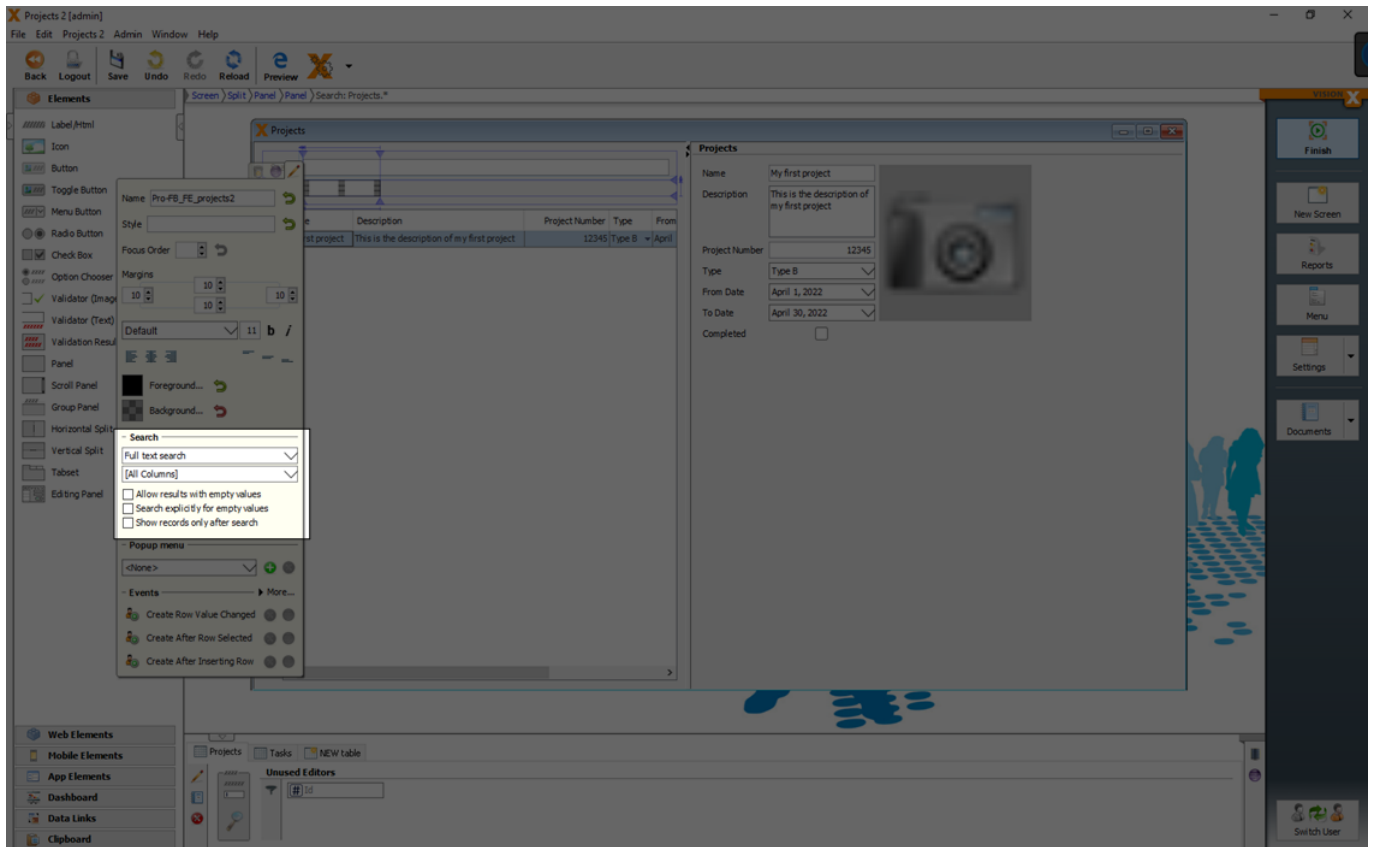 Projects 2 [admin]
File Edit Projects 2 Admin Window Help
Back Logout Save Undo Redo Reload Preview
Elements
Screen Split Panel Panel Search: Projects.*
VISION X
Label/Html
Icon
Button
Toggle Button
Menu Button
Radio Button
Check Box
Option Chooser
Validator (Imag
Validator (Text)
Validation Resul
Panel
Scroll Panel
Group Panel
Horizontal Split
Vertical Split
Tabset
Editing Panel
Web Elements
Mobile Elements
App Elements
Dashboard
Data Links
Clipboard
Name Pro-FB_FE_projects2
Style
Focus Order
Margins
10
10 10
10
Default 11 b i
Foreground...
Background...
Search
Full text search
[All Columns]
Allow results with empty values
Search explicitly for empty values
Show records only after search
Popup menu
<None>
Events More...
Create Row Value Changed
Create After Row Selected
Create After Inserting Row
Projects
Description Project Number Type From
rst project This is the description of my first project 12345 Type B April
Projects
Name My first project
Description This is the description of
my first project
Project Number 12345
Type Type B
From Date April 1, 2022
To Date April 30, 2022
Completed
Finish
New Screen
Reports
Menu
Settings
Documents
Switch User
Projects Tasks NEW table
Unused Editors
# Id